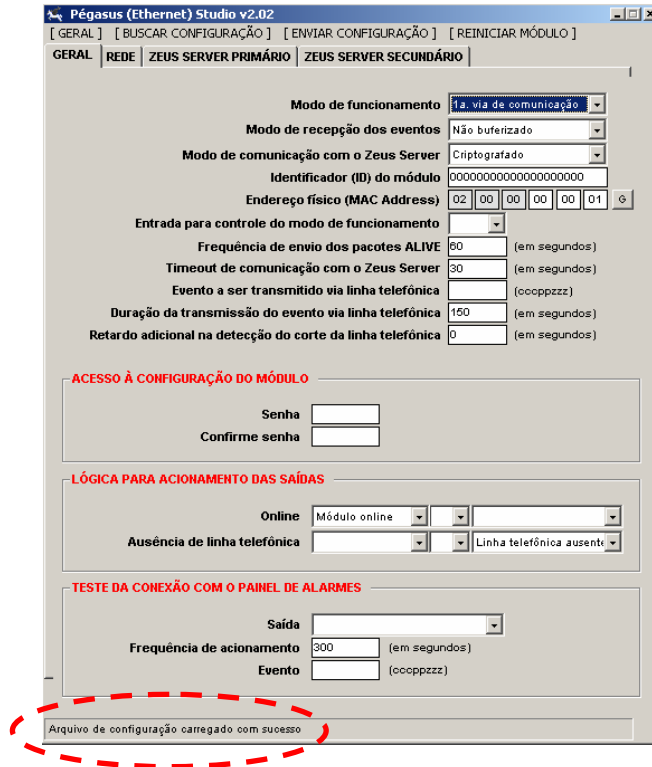 Pégasus (Ethernet) Studio v2.02
[ GERAL ] [ BUSCAR CONFIGURAÇÃO ] [ ENVIAR CONFIGURAÇÃO ] [ REINICIAR MÓDULO ]
GERAL REDE ZEUS SERVER PRIMÁRIO ZEUS SERVER SECUNDÁRIO
Modo de funcionamento 1a. via de comunicação
Modo de recepção dos eventos Não buferizado
Modo de comunicação com o Zeus Server Criptografado
Identificador (ID) do módulo 00000000000000000000
Endereço físico (MAC Address) 02 00 00 00 00 01 G
Entrada para controle do modo de funcionamento
Frequência de envio dos pacotes ALIVE 60 (em segundos)
Timeout de comunicação com o Zeus Server 30 (em segundos)
Evento a ser transmitido via linha telefônica (cccppzzz)
Duração da transmissão do evento via linha telefônica 150 (em segundos)
Retardo adicional na detecção do corte da linha telefônica 0 (em segundos)
ACESSO À CONFIGURAÇÃO DO MÓDULO
Senha
Confirme senha
LÓGICA PARA ACIONAMENTO DAS SAÍDAS
Online Módulo online
Ausência de linha telefônica Linha telefônica ausente
TESTE DA CONEXÃO COM O PAINEL DE ALARMES
Saída
Frequência de acionamento 300 (em segundos)
Evento (cccppzzz)
Arquivo de configuração carregado com sucesso